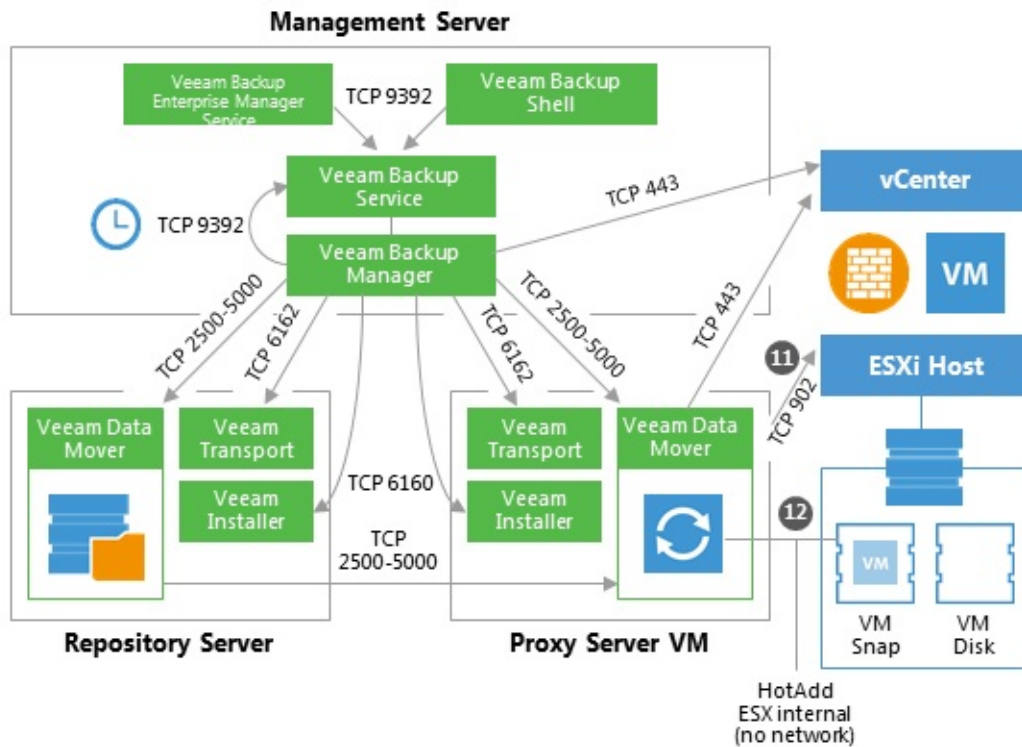 Management Server
Veeam Backup
Enterprise Manager
Service
TCP 9392
Veeam Backup
Shell
Veeam Backup
Service
TCP 9392
Veeam Backup
Manager
TCP 443
vCenter
VM
TCP 2500-5000
TCP 6162
TCP 6162
TCP 2500-5000
TCP 443
11
TCP 902
ESXi Host
Veeam Data
Mover
Veeam
Transport
Veeam
Installer
TCP 6160
TCP
2500-5000
Veeam
Transport
Veeam
Installer
Veeam Data
Mover
12
VM
VM
Snap
VM
Disk
Repository Server
Proxy Server VM
HotAdd
ESX internal
(no network)